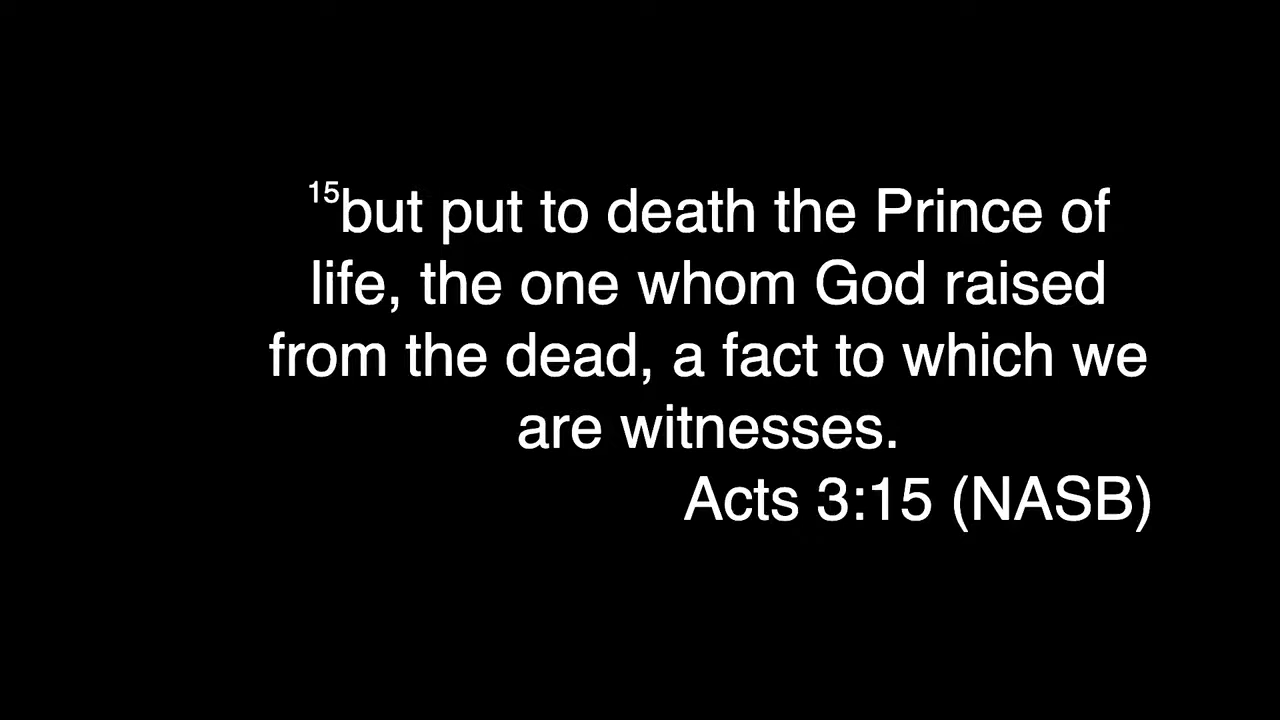 15but put to death the Prince of
life, the one whom God raised
from the dead, a fact to which we
are witnesses.
Acts 3:15 (NASB)